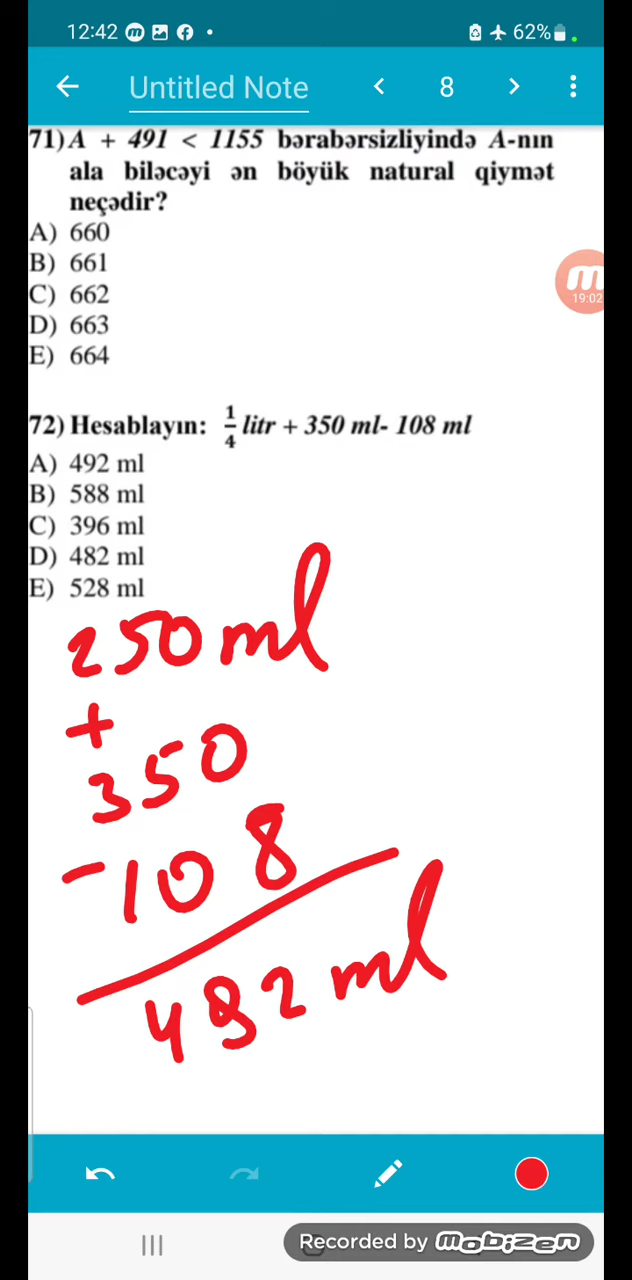 12:42 62%
Untitled Note < 8 >
71) A + 491 < 1155 bərabərsizliyində A-nın
ala biləcəyi ən böyük natural qiymət
neçədir?
A) 660
B) 661
C) 662
D) 663
E) 664
19:02
72) Hesablayın: 1/4 litr + 350 ml- 108 ml
A) 492 ml
B) 588 ml
C) 396 ml
D) 482 ml
E) 528 ml
250 ml
+
350
- 108
492 ml
Recorded by mobizen